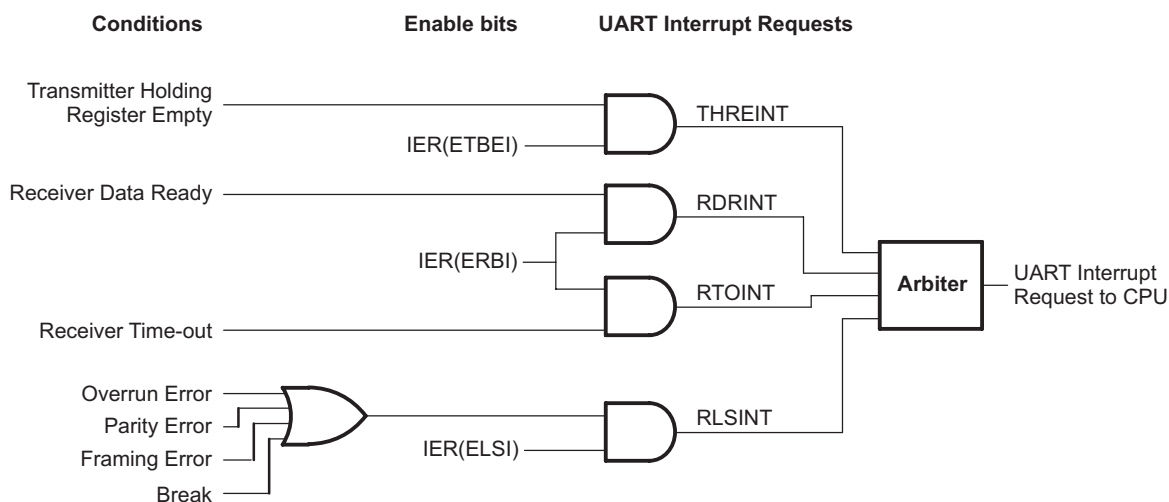 Conditions
Enable bits
UART Interrupt Requests
Transmitter Holding
Register Empty
THREINT
IER(ETBEI)
Receiver Data Ready
RDRINT
IER(ERBI)
Arbiter
UART Interrupt
Request to CPU
RTOINT
Receiver Time-out
Overrun Error
Parity Error
RLSINT
IER(ELSI)
Framing Error
Break